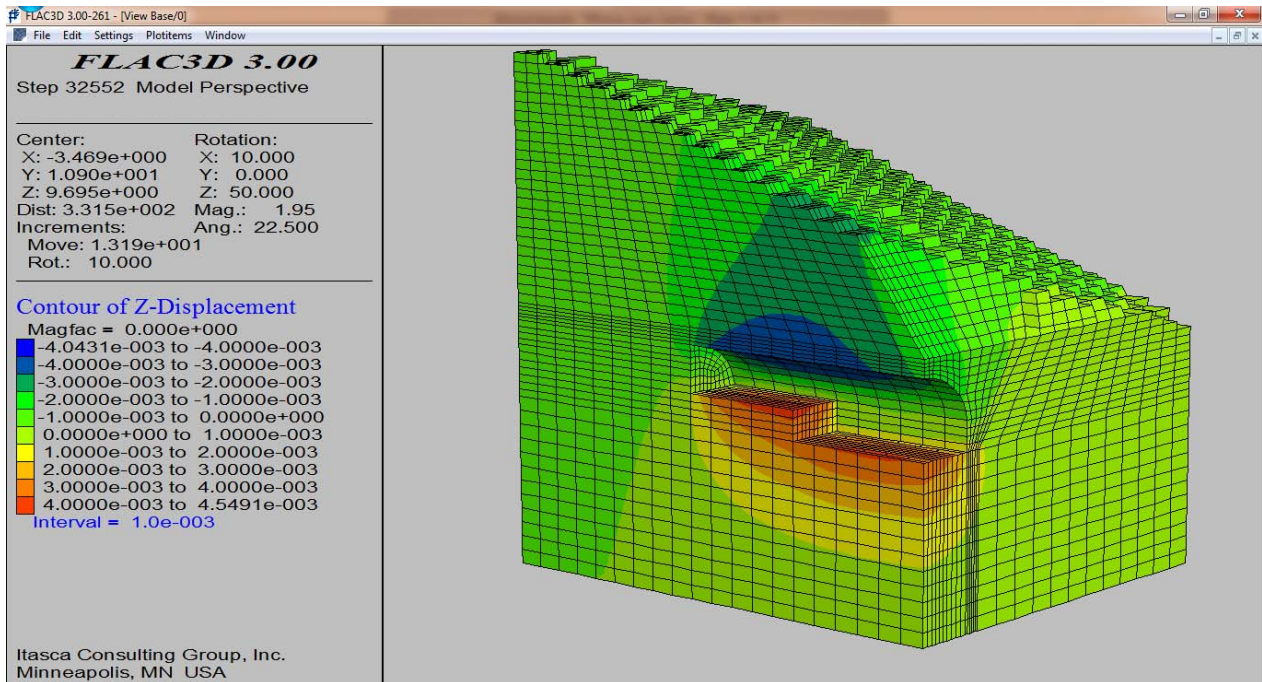 FLAC3D 3.00-261 - [View Base/0]
File Edit Settings Plotitems Window
FLAC3D 3.00
Step 32552 Model Perspective
Center: Rotation:
X: -3.469e+000 X: 10.000
Y: 1.090e+001 Y: 0.000
Z: 9.695e+000 Z: 50.000
Dist: 3.315e+002 Mag.: 1.95
Increments: Ang.: 22.500
Move: 1.319e+001
Rot.: 10.000
Contour of Z-Displacement
Magfac = 0.000e+000
-4.0431e-003 to -4.0000e-003
-4.0000e-003 to -3.0000e-003
-3.0000e-003 to -2.0000e-003
-2.0000e-003 to -1.0000e-003
-1.0000e-003 to 0.0000e+000
0.0000e+000 to 1.0000e-003
1.0000e-003 to 2.0000e-003
2.0000e-003 to 3.0000e-003
3.0000e-003 to 4.0000e-003
4.0000e-003 to 4.5491e-003
Interval = 1.0e-003
Itasca Consulting Group, Inc.
Minneapolis, MN USA